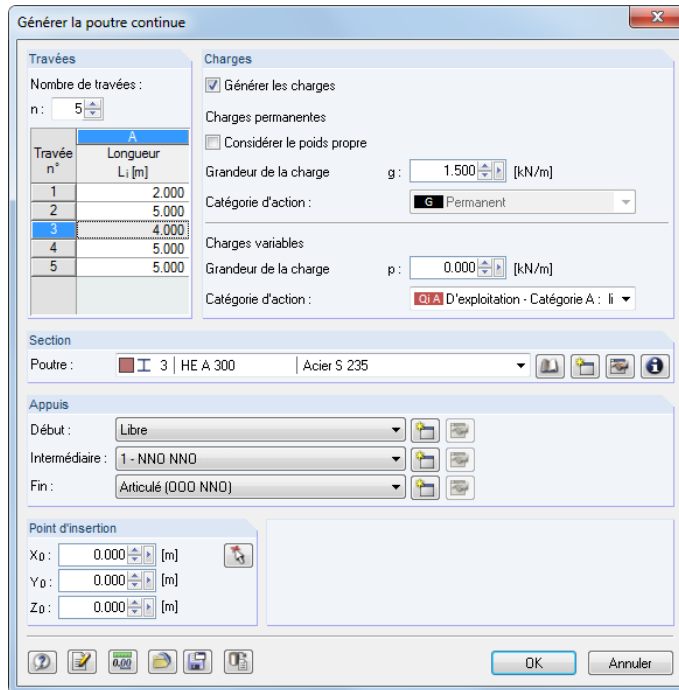 Générer la poutre continue
Travées
Nombre de travées :
n : 5
A
Travée n° Longueur Li [m]
1 2.000
2 5.000
3 4.000
4 5.000
5 5.000
Charges
Générer les charges
Charges permanentes
Considérer le poids propre
Grandeur de la charge g : 1.500 [kN/m]
Catégorie d'action : G Permanent
Charges variables
Grandeur de la charge p : 0.000 [kN/m]
Catégorie d'action : Qi A D'exploitation - Catégorie A : li
Section
Poutre : 3 | HE A 300 | Acier S 235
Appuis
Début : Libre
Intermédiaire : 1 - NNO NNO
Fin : Articulé (OOO NNO)
Point d'insertion
X0 : 0.000 [m]
Y0 : 0.000 [m]
Z0 : 0.000 [m]
0.00
OK Annuler